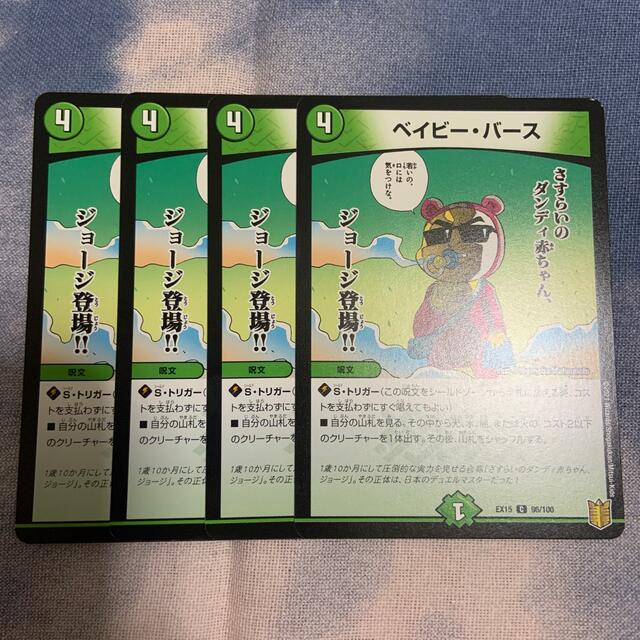 4
4
4
4
ベイビー・バース
若いの、
口には
気をつけな。
さすらいの
ダンディ赤ちゃん、
ジョージ登場!!
ジョージ登場!!
ジョージ登場!!
ジョージ登場!!
呪文
呪文
呪文
呪文
S・トリガー(
S・トリガー(
S・トリガー(
S・トリガー(この呪文をシールドゾーンから手札に加える時、コス
トを支払わずにす
トを支払わずにす
トを支払わずにす
トを支払わずにすぐ唱えてもよい)
■ 自分の山札
■ 自分の山札
■ 自分の山札
■ 自分の山札を見る。その中から光、水、闇、または火の、コスト2以下
のクリーチャーを
のクリーチャーを
のクリーチャーを
のクリーチャーを1体出す。その後、山札をシャッフルする。
1歳10か月にし
1歳10か月にし
1歳10か月にし
1歳10か月にして圧倒的な実力を見せる
「さすらいのダンディ赤ちゃん、
ジョージ」。その正
ジョージ」。その正
ジョージ」。その正
ジョージ」。その正体は、日本のデュエルマスターだった!
EX15 C 96/100